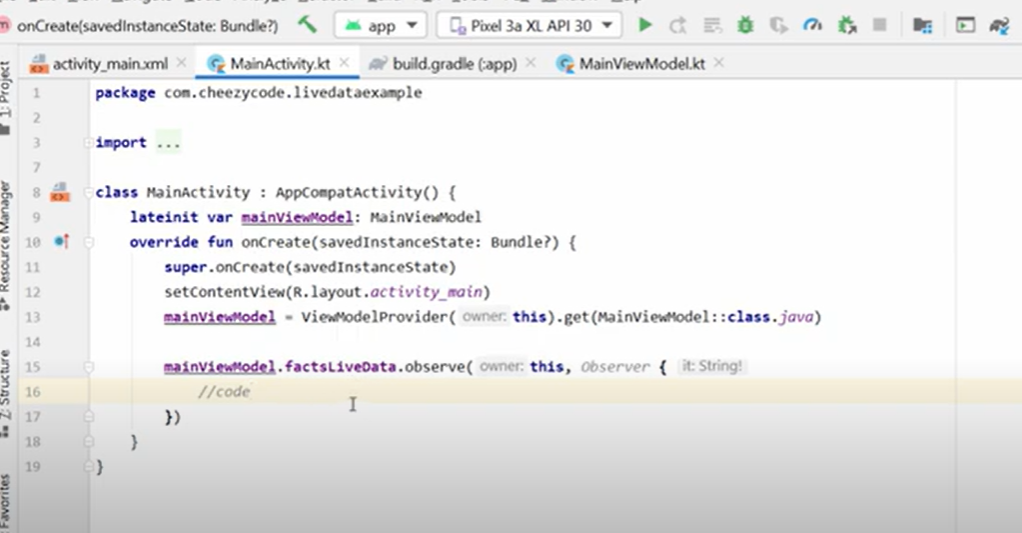 onCreate(savedInstanceState: Bundle?)
app
Pixel 3a XL API 30
activity_main.xml
MainActivity.kt
build.gradle (:app)
MainViewModel.kt
1: Project
Resource Manager
7: Structure
Favorites
1 package com.cheezycode.livedataexample
2
3 import ...
7
8 class MainActivity : AppCompatActivity() {
9 lateinit var mainViewModel: MainViewModel
10 override fun onCreate(savedInstanceState: Bundle?) {
11 super.onCreate(savedInstanceState)
12 setContentView(R.layout.activity_main)
13 mainViewModel = ViewModelProvider( owner: this).get(MainViewModel::class.java)
14
15 mainViewModel.factsLiveData.observe( owner: this, Observer { it: String!
16 //code
17 })
18 }
19 }